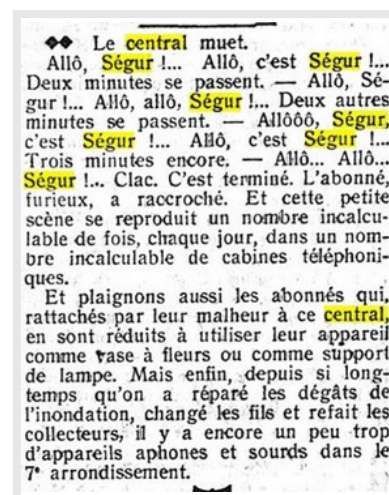 ◆◆ Le central muet.
Allô, Ségur !... Allô, c'est Ségur !...
Deux minutes se passent. — Allô, Sé-
gur !... Allô, allô, Ségur !... Deux autres
minutes se passent. — Allôôô, Ségur,
c'est Ségur !... Allô, c'est Ségur !...
Trois minutes encore. — Allô... Allô...
Ségur !... Clac. C'est terminé. L'abonné,
furieux, a raccroché. Et cette petite
scène se reproduit un nombre incalcu-
lable de fois, chaque jour, dans un nom-
bre incalculable de cabines téléphoni-
ques.
Et plaignons aussi les abonnés qui,
rattachés par leur malheur à ce central,
en sont réduits à utiliser leur appareil
comme vase à fleurs ou comme support
de lampe. Mais enfin, depuis si long-
temps qu'on a réparé les dégâts de
l'inondation, changé les fils et refait les
collecteurs, il y a encore un peu trop
d'appareils aphones et sourds dans le
7e arrondissement.